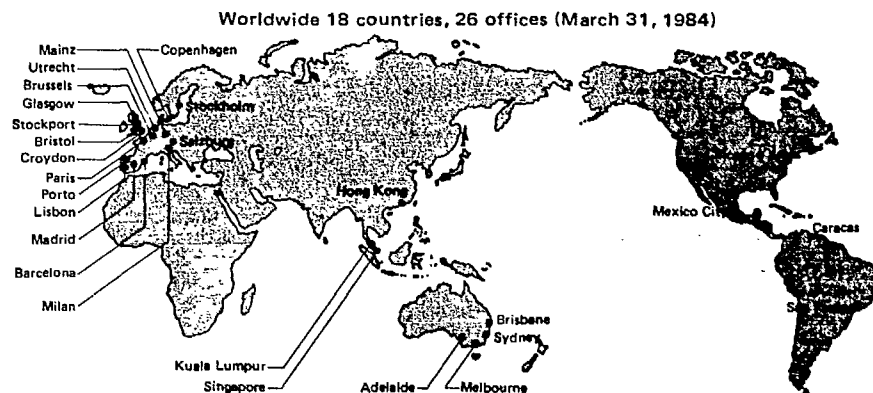 Worldwide 18 countries, 26 offices (March 31, 1984)
Mainz
Copenhagen
Utrecht
Brussels
Glasgow
Stockholm
Stockport
Bristol
Salzburg
Croydon
Paris
Porto
Hong Kong
Lisbon
Mexico City
Madrid
Caracas
Barcelona
Milan
Brisbane
Sydney
Kuala Lumpur
Singapore
Adelaide
Melbourne